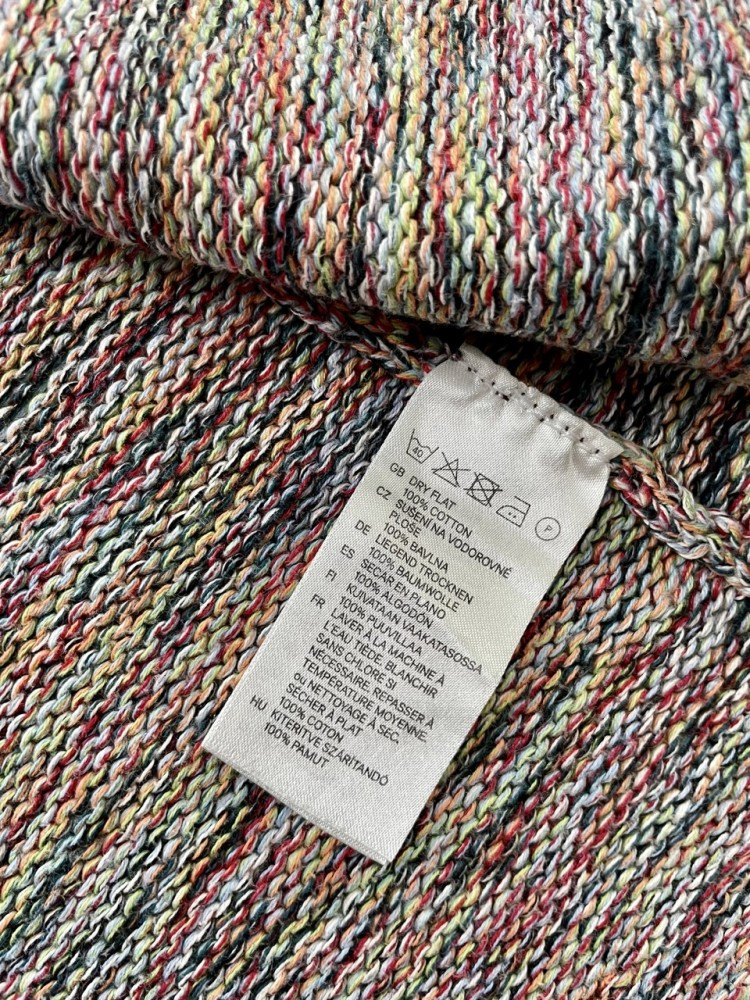 40 P
GB DRY FLAT
100% COTTON
CZ SUŠENÍ NA VODOROVNÉ
PLOŠE
100% BAVLNA
DE LIEGEND TROCKNEN
100% BAUMWOLLE
ES SECAR EN PLANO
100% ALGODÓN
FI KUIVATAAN VAAKATASOSSA
100% PUUVILLAA
FR LAVER À LA MACHINE À
L'EAU TIÈDE. BLANCHIR
SANS CHLORE SI
NÉCESSAIRE. REPASSER À
TEMPÉRATURE MOYENNE.
OU NETTOYAGE À SEC.
SÉCHER À PLAT
100% COTON
HU KITERÍTVE SZÁRÍTANDÓ
100% PAMUT